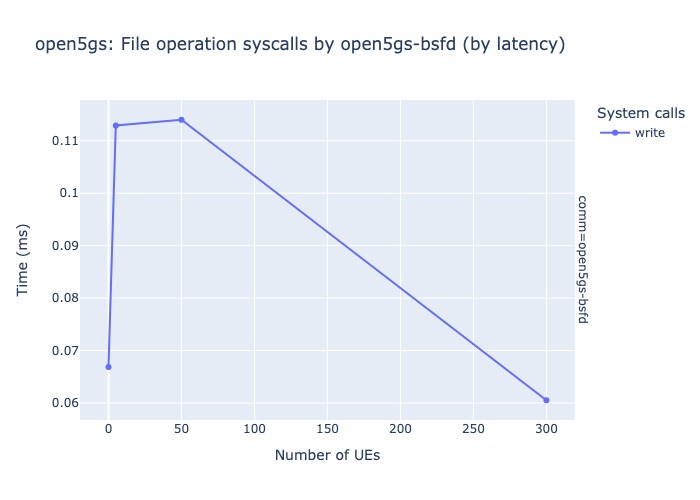 open5gs: File operation syscalls by open5gs-bsfd (by latency)
System calls
write
0.11
0.1
0.09
0.08
0.07
0.06
Time (ms)
comm=open5gs-bsfd
0 50 100 150 200 250 300
Number of UEs